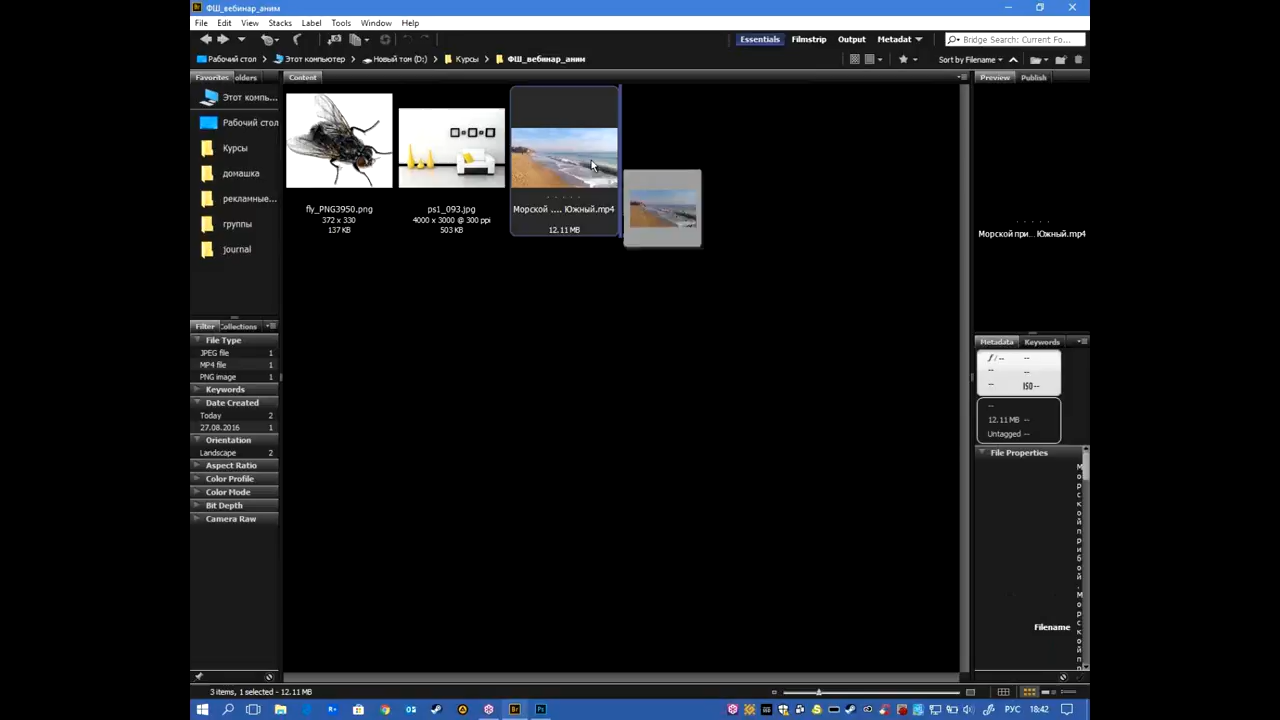 Br ФШ_вебинар_аним
File Edit View Stacks Label Tools Window Help
Essentials Filmstrip Output Metadat Bridge Search: Current Fo...
Рабочий стол Этот компьютер Новый том (D:) Курсы ФШ_вебинар_аним Sort by Filename
Favorites olders Content Preview Publish
Этот компь...
Рабочий стол
Курсы
домашка
рекламные...
группы
journal
fly_PNG3950.png
372 x 330
137 KB
ps1_093.jpg
4000 x 3000 @ 300 ppi
503 KB
Морской .... Южный.mp4
12.11 MB
Морской при... Южный.mp4
Filter Collections
File Type
JPEG file 1
MP4 file 1
PNG image 1
Keywords
Date Created
Today 2
27.08.2016 1
Orientation
Landscape 2
Aspect Ratio
Color Profile
Color Mode
Bit Depth
Camera Raw
Metadata Keywords
ƒ/-- --
-- --
-- ISO--
--
12.11 MB --
Untagged --
File Properties
Filename
3 items, 1 selected - 12.11 MB
Br Ps РУС 18:42